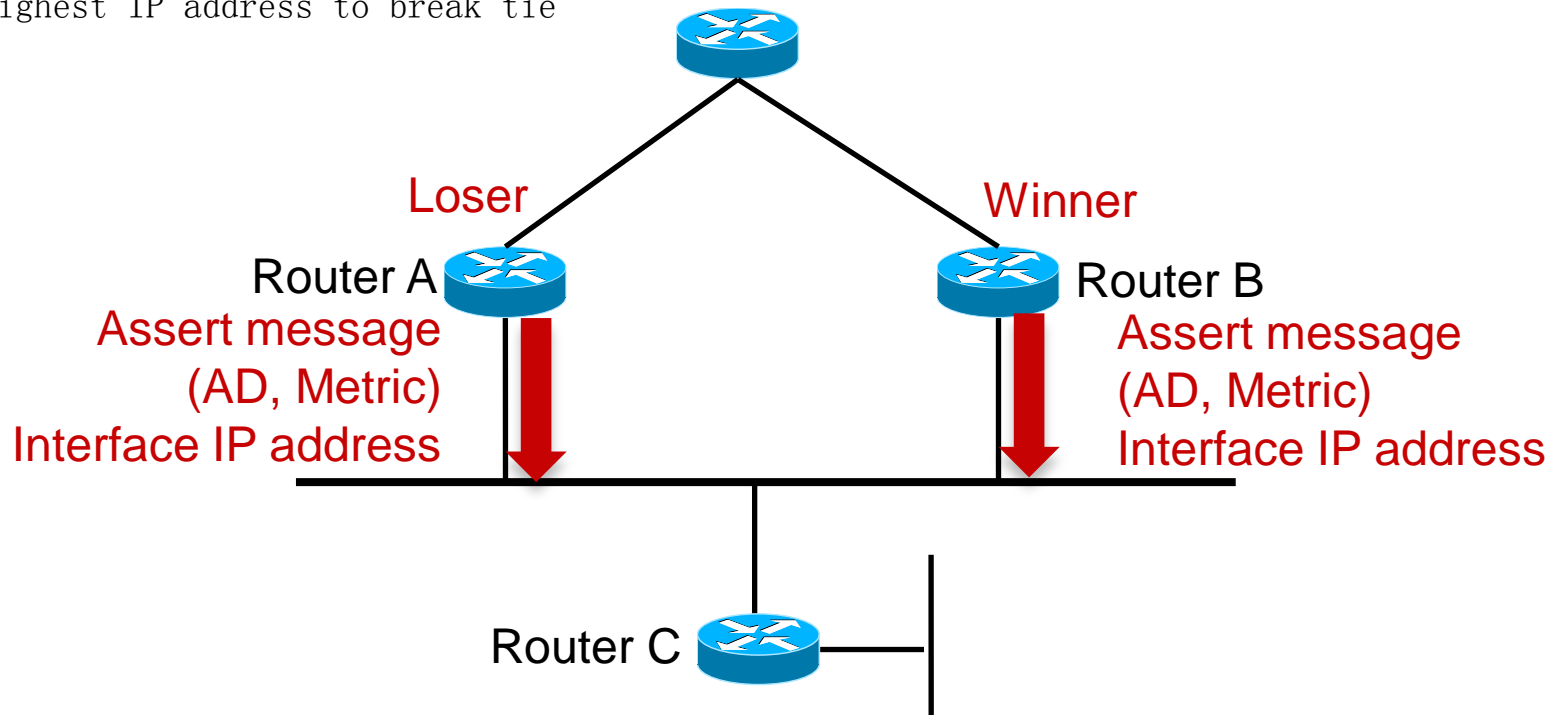 ighest IP address to break tie
Loser
Winner
Router A
Router B
Assert message
(AD, Metric)
Interface IP address
Assert message
(AD, Metric)
Interface IP address
Router C